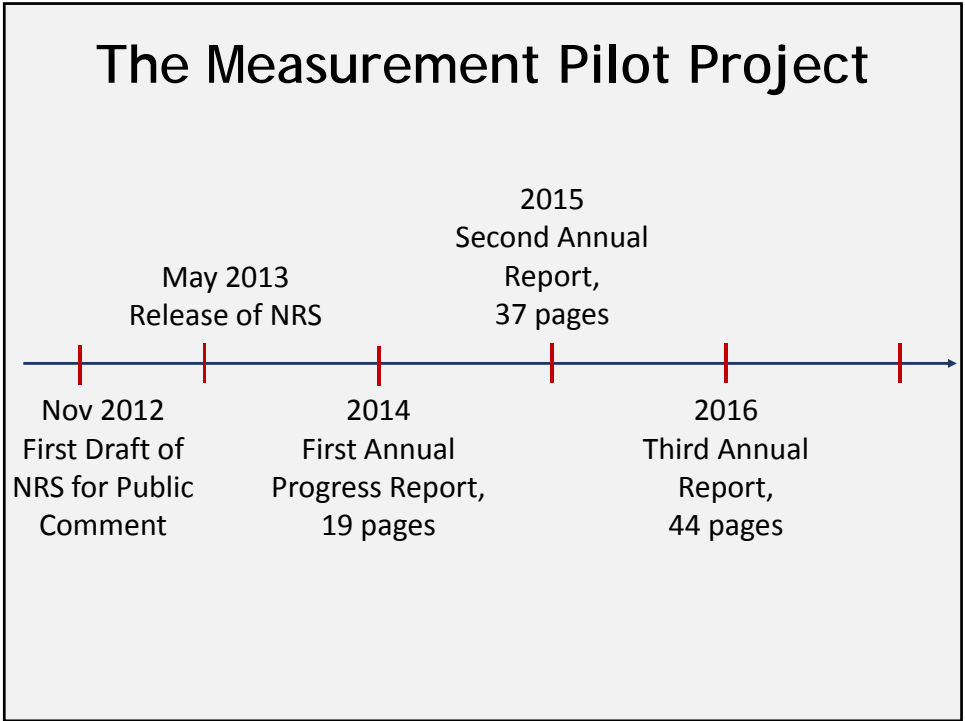 The Measurement Pilot Project
2015
Second Annual
Report,
37 pages
May 2013
Release of NRS
Nov 2012
First Draft of
NRS for Public
Comment
2014
First Annual
Progress Report,
19 pages
2016
Third Annual
Report,
44 pages